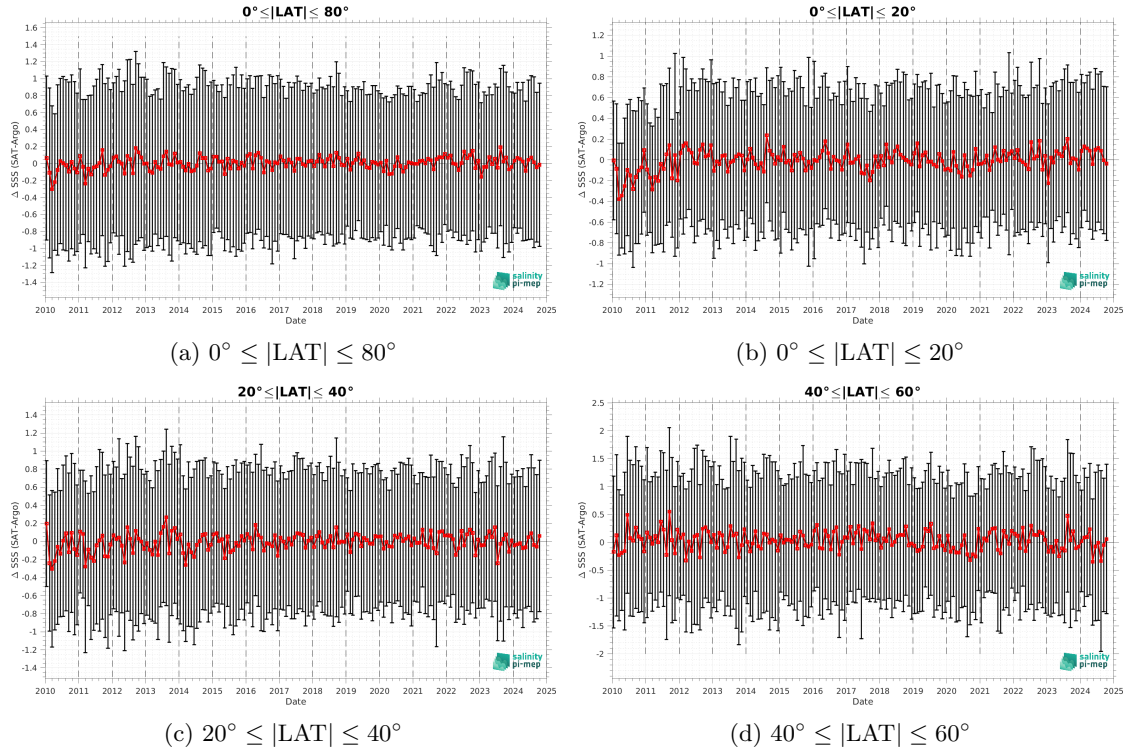 0°≤|LAT|≤ 80°
1.6
1.4
1.2
1
0.8
0.6
0.4
0.2
0
-0.2
-0.4
-0.6
-0.8
-1
-1.2
-1.4
Δ SSS (SAT-Argo)
2010 2011 2012 2013 2014 2015 2016 2017 2018 2019 2020 2021 2022 2023 2024 2025
Date
salinity
pi-mep
(a) 0° ≤ |LAT| ≤ 80°
0°≤|LAT|≤ 20°
1.2
1
0.8
0.6
0.4
0.2
0
-0.2
-0.4
-0.6
-0.8
-1
-1.2
Δ SSS (SAT-Argo)
2010 2011 2012 2013 2014 2015 2016 2017 2018 2019 2020 2021 2022 2023 2024 2025
Date
salinity
pi-mep
(b) 0° ≤ |LAT| ≤ 20°
20°≤|LAT|≤ 40°
1.4
1.2
1
0.8
0.6
0.4
0.2
0
-0.2
-0.4
-0.6
-0.8
-1
-1.2
-1.4
Δ SSS (SAT-Argo)
2010 2011 2012 2013 2014 2015 2016 2017 2018 2019 2020 2021 2022 2023 2024 2025
Date
salinity
pi-mep
(c) 20° ≤ |LAT| ≤ 40°
40°≤|LAT|≤ 60°
2.5
2
1.5
1
0.5
0
-0.5
-1
-1.5
-2
Δ SSS (SAT-Argo)
2010 2011 2012 2013 2014 2015 2016 2017 2018 2019 2020 2021 2022 2023 2024 2025
Date
salinity
pi-mep
(d) 40° ≤ |LAT| ≤ 60°